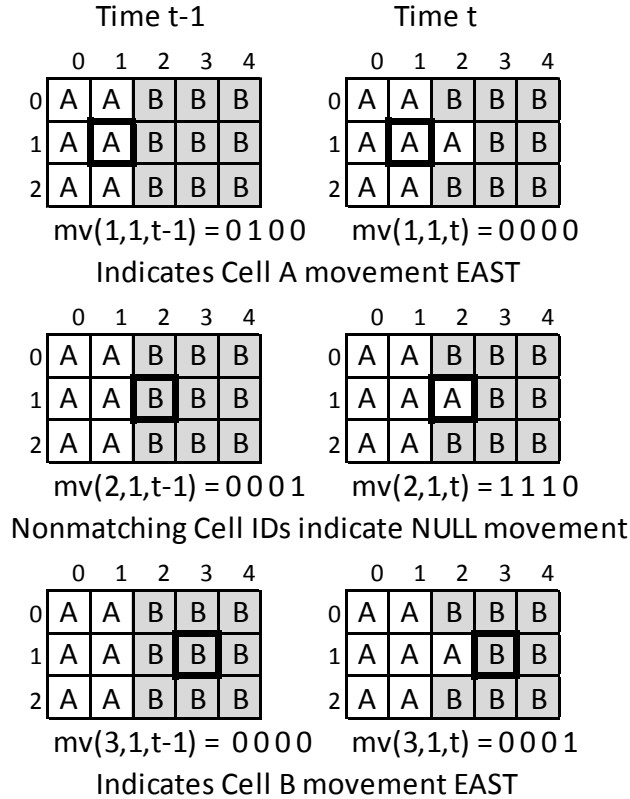 Time t-1 Time t
0 1 2 3 4 0 1 2 3 4
0 A A B B B 0 A A B B B
1 A A B B B 1 A A A B B
2 A A B B B 2 A A B B B
mv(1,1,t-1) = 0 1 0 0 mv(1,1,t) = 0 0 0 0
Indicates Cell A movement EAST
0 1 2 3 4 0 1 2 3 4
0 A A B B B 0 A A B B B
1 A A B B B 1 A A A B B
2 A A B B B 2 A A B B B
mv(2,1,t-1) = 0 0 0 1 mv(2,1,t) = 1 1 1 0
Nonmatching Cell IDs indicate NULL movement
0 1 2 3 4 0 1 2 3 4
0 A A B B B 0 A A B B B
1 A A B B B 1 A A A B B
2 A A B B B 2 A A B B B
mv(3,1,t-1) = 0 0 0 0 mv(3,1,t) = 0 0 0 1
Indicates Cell B movement EAST